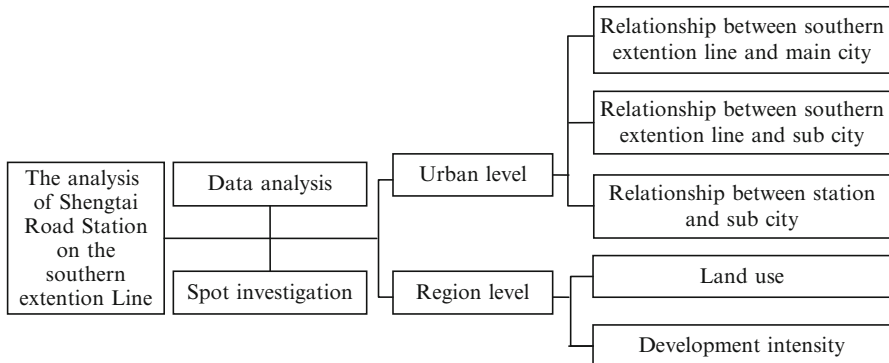 The analysis
of Shengtai
Road Station
on the
southern
extention Line
Data analysis
Spot investigation
Urban level
Region level
Relationship between southern
extention line and main city
Relationship between southern
extention line and sub city
Relationship between station
and sub city
Land use
Development intensity